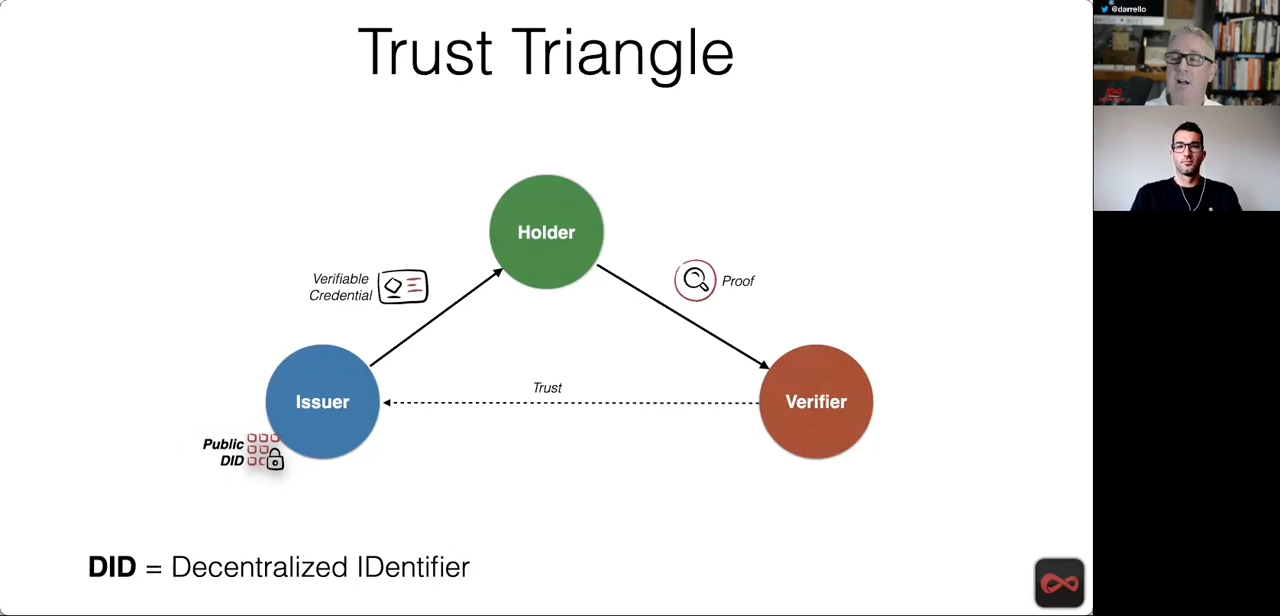 Trust Triangle
@darrello
Holder
Verifiable
Credential
Proof
Trust
Issuer
Verifier
Public
DID
DID = Decentralized IDentifier